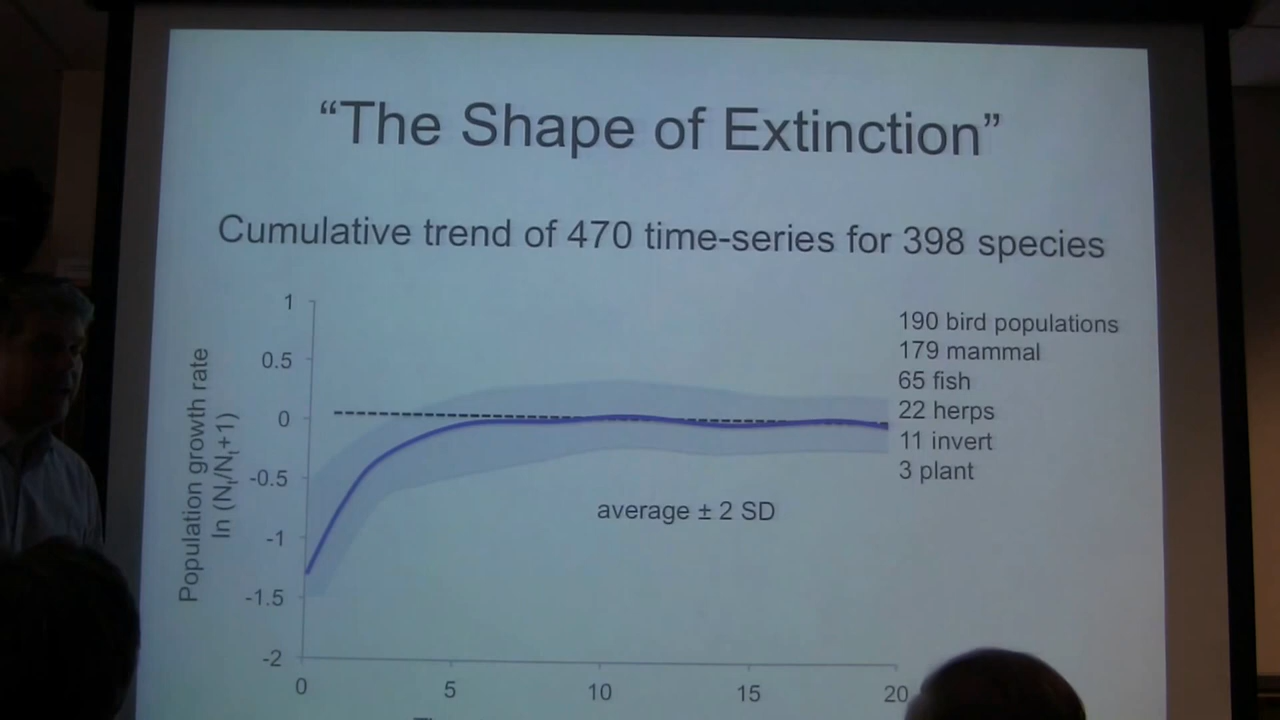 “The Shape of Extinction”
Cumulative trend of 470 time-series for 398 species
1
0.5
0
-0.5
-1
-1.5
-2
Population growth rate
ln (Nₜ/Nₜ+1)
190 bird populations
179 mammal
65 fish
22 herps
11 invert
3 plant
average ± 2 SD
0
5
10
15
20